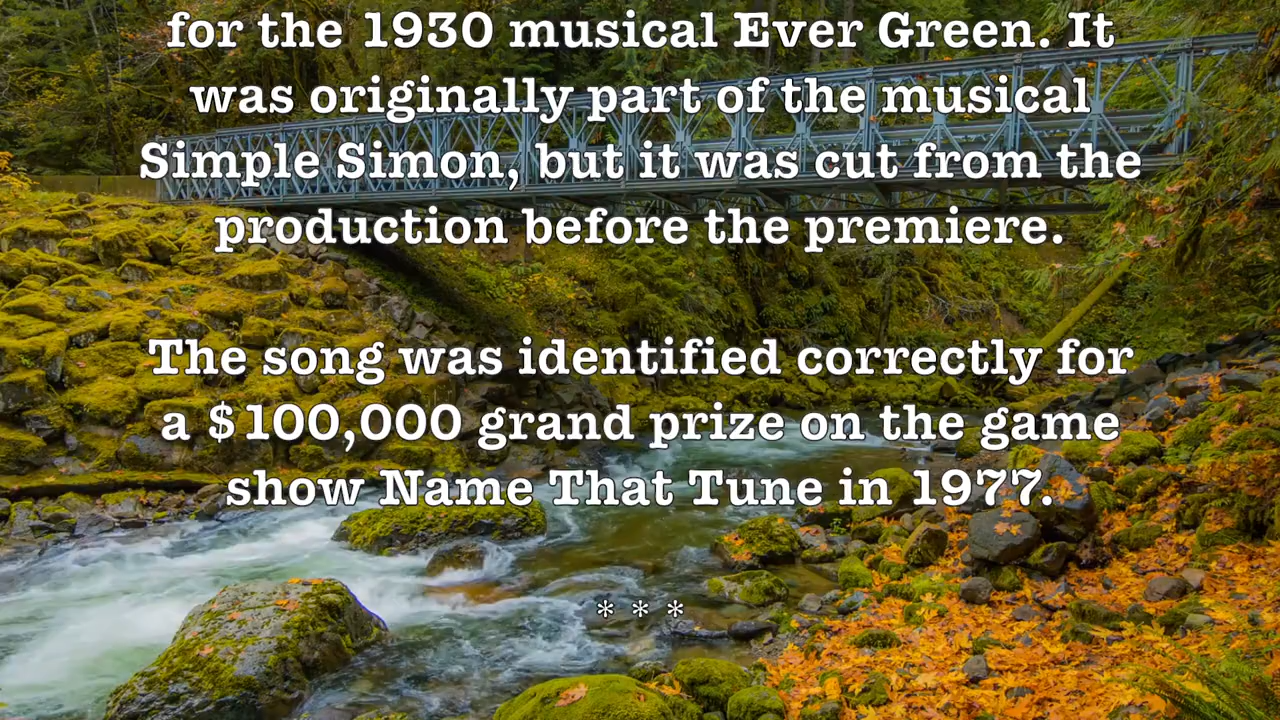 for the 1930 musical Ever Green. It
was originally part of the musical
Simple Simon, but it was cut from the
production before the premiere.
The song was identified correctly for
a $100,000 grand prize on the game
show Name That Tune in 1977.
* * *